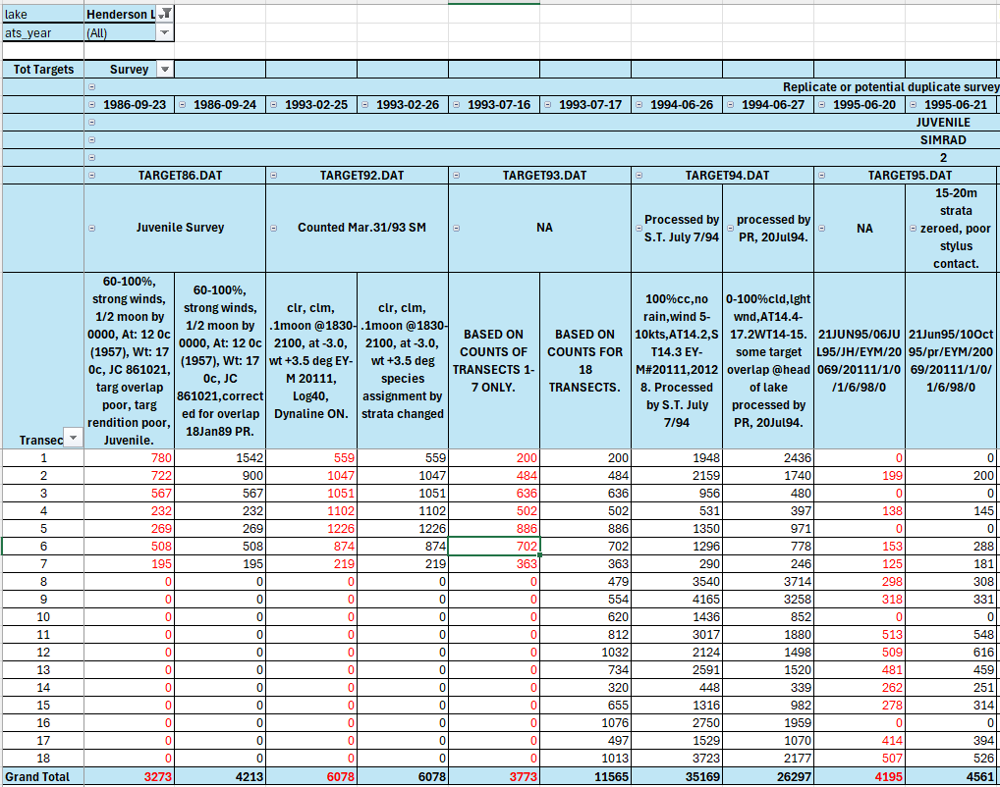 lake Henderson L
ats_year (All)
Tot Targets Survey
Replicate or potential duplicate survey
1986-09-23 1986-09-24 1993-02-25 1993-02-26 1993-07-16 1993-07-17 1994-06-26 1994-06-27 1995-06-20 1995-06-21
JUVENILE
SIMRAD
2
TARGET86.DAT TARGET92.DAT TARGET93.DAT TARGET94.DAT TARGET95.DAT
Juvenile Survey
Counted Mar.31/93 SM
NA
Processed by
S.T. July 7/94
processed by
PR, 20Jul94.
NA
15-20m
strata
zeroed, poor
stylus
contact.
Transec
60-100%,
strong winds,
1/2 moon by
0000, At: 12 0c
(1957), Wt: 17
0c, JC 861021,
targ overlap
poor, targ
rendition poor,
Juvenile.
60-100%,
strong winds,
1/2 moon by
0000, At: 12 0c
(1957), Wt: 17
0c, JC
861021,correct
ed for overlap
18Jan89 PR.
clr, clm,
.1moon @1830-
2100, at -3.0,
wt +3.5 deg EY-
M 20111,
Log40,
Dynaline ON.
clr, clm,
.1moon @1830-
2100, at -3.0,
wt +3.5 deg
species
assignment by
strata changed
BASED ON
COUNTS OF
TRANSECTS 1-
7 ONLY.
BASED ON
COUNTS FOR
18
TRANSECTS.
100%cc,no
rain,wind 5-
10kts,AT14.2,S
T14.3 EY-
M#20111,2012
8. Processed
by S.T. July
7/94
0-100%cld,lght
wnd,AT14.4-
17.2WT14-15.
some target
overlap @head
of lake
processed by
PR, 20Jul94.
21JUN95/06JU
L95/JH/EYM/20
069/20111/1/0
/1/6/98/0
21Jun95/10Oct
95/pr/EYM/200
69/20111/1/0/
1/6/98/0
1 780 1542 559 559 200 200 1948 2436 0 0
2 722 900 1047 1047 484 484 2159 1740 199 200
3 567 567 1051 1051 636 636 956 480 0 0
4 232 232 1102 1102 502 502 531 397 138 145
5 269 269 1226 1226 886 886 1350 971 0 0
6 508 508 874 874 702 702 1296 778 153 288
7 195 195 219 219 363 363 290 246 125 181
8 0 0 0 0 0 479 3540 3714 298 308
9 0 0 0 0 0 554 4165 3258 318 331
10 0 0 0 0 0 620 1436 852 0 0
11 0 0 0 0 0 812 3017 1880 513 548
12 0 0 0 0 0 1032 2124 1498 509 616
13 0 0 0 0 0 734 2591 1520 481 459
14 0 0 0 0 0 320 448 339 262 251
15 0 0 0 0 0 655 1316 982 278 314
16 0 0 0 0 0 1076 2750 1959 0 0
17 0 0 0 0 0 497 1529 1070 414 394
18 0 0 0 0 0 1013 3723 2177 507 526
Grand Total 3273 4213 6078 6078 3773 11565 35169 26297 4195 4561